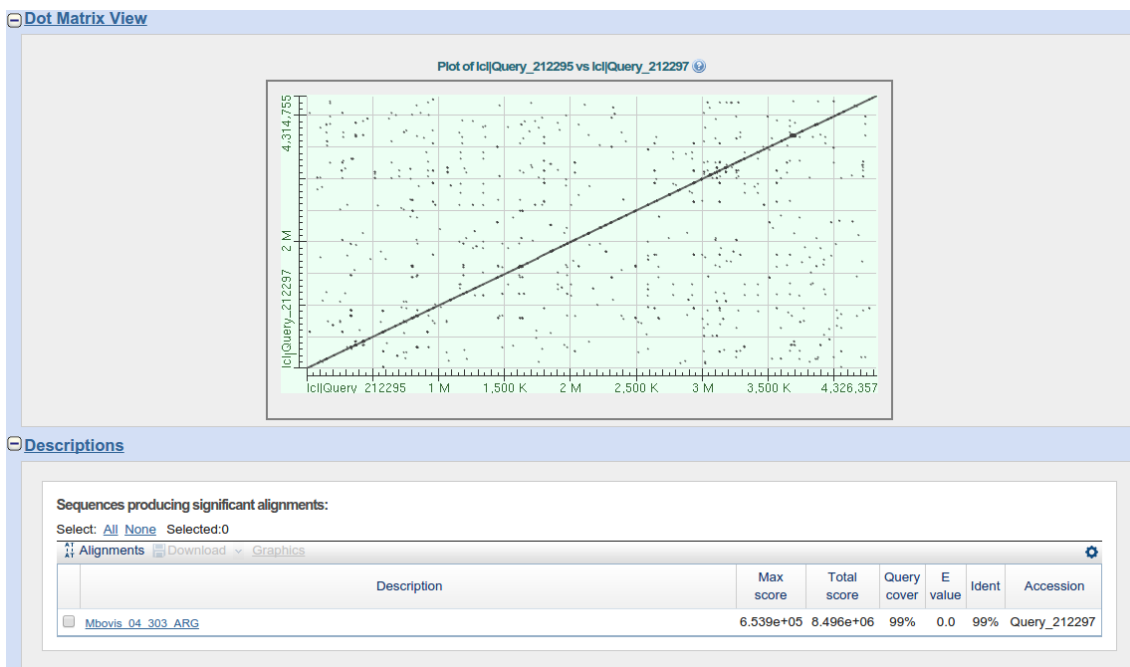 Dot Matrix View
Plot of lcl|Query_212295 vs lcl|Query_212297
4,314,755
2 M
lcl|Query_212297
lcl|Query_212295 1 M 1,500 K 2 M 2,500 K 3 M 3,500 K 4,326,357
Descriptions
Sequences producing significant alignments:
Select: All None Selected:0
Alignments Download Graphics
Description Max score Total score Query cover E value Ident Accession
Mbovis_04_303_ARG 6.539e+05 8.496e+06 99% 0.0 99% Query_212297